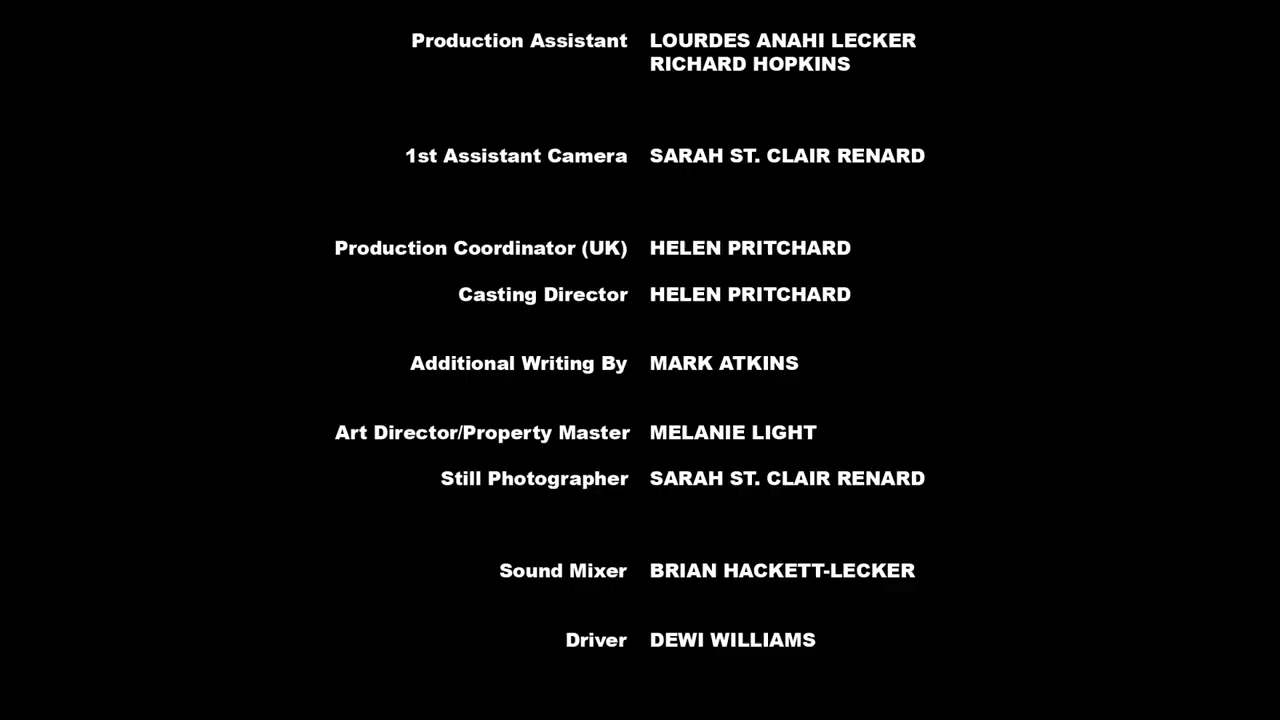 Production Assistant LOURDES ANAHI LECKER
RICHARD HOPKINS
1st Assistant Camera SARAH ST. CLAIR RENARD
Production Coordinator (UK) HELEN PRITCHARD
Casting Director HELEN PRITCHARD
Additional Writing By MARK ATKINS
Art Director/Property Master MELANIE LIGHT
Still Photographer SARAH ST. CLAIR RENARD
Sound Mixer BRIAN HACKETT-LECKER
Driver DEWI WILLIAMS